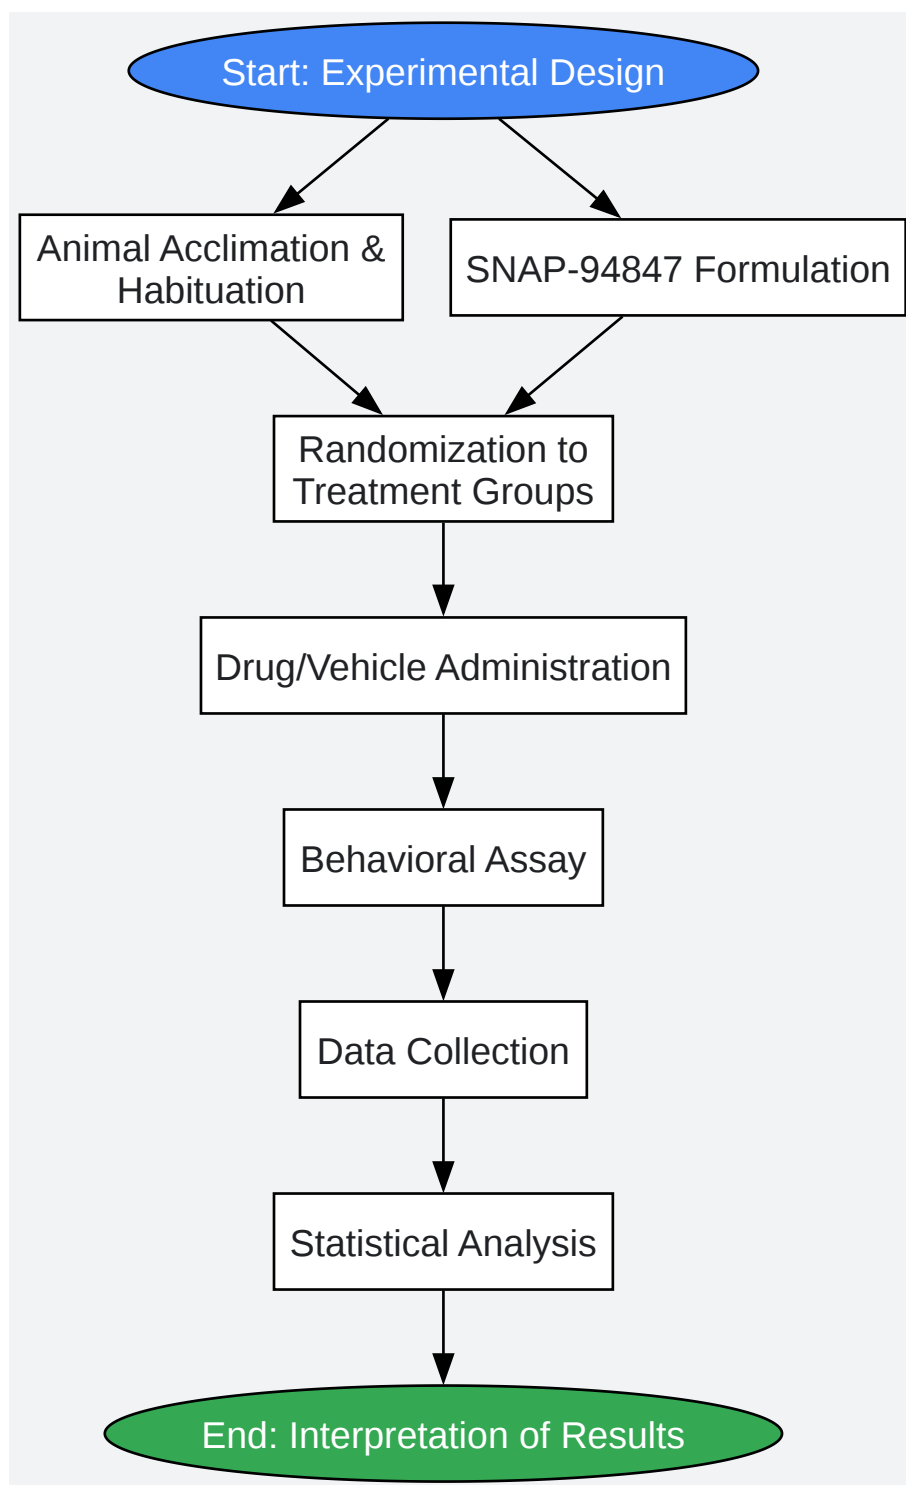 Start: Experimental Design
Animal Acclimation &
Habituation
SNAP-94847 Formulation
Randomization to
Treatment Groups
Drug/Vehicle Administration
Behavioral Assay
Data Collection
Statistical Analysis
End: Interpretation of Results